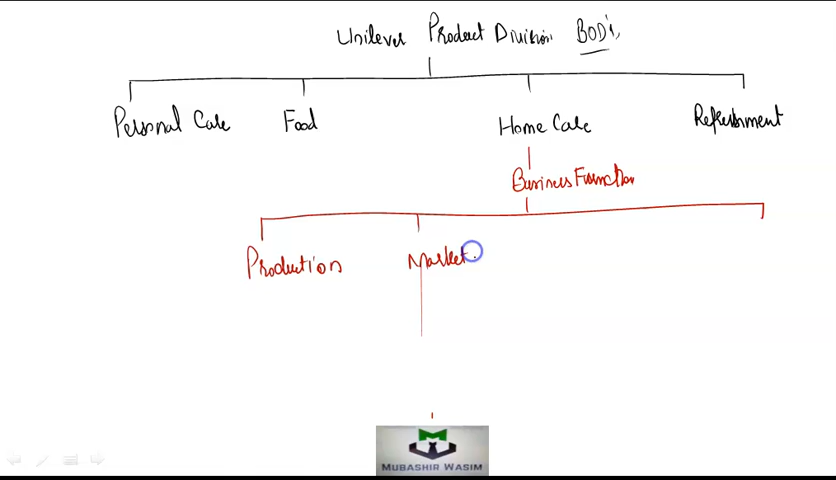 Unilever Product Division BOD's
Personal Care Food Home Care Refreshment
Business Function
Production Market
MUBASHIR WASIM